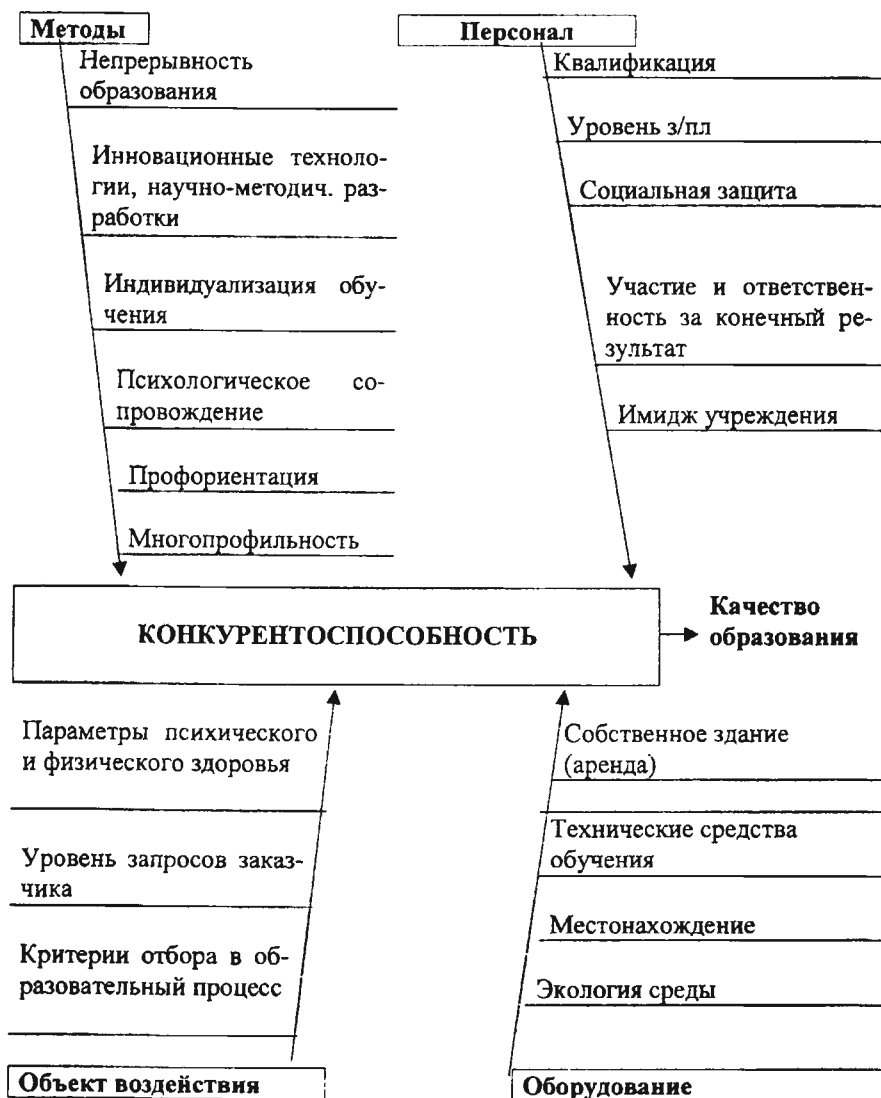 Методы
Непрерывность
образования
Инновационные техноло-
гии, научно-методич. раз-
работки
Индивидуализация обу-
чения
Психологическое со-
провождение
Профориентация
Многопрофильность
Персонал
Квалификация
Уровень з/пл
Социальная защита
Участие и ответствен-
ность за конечный ре-
зультат
Имидж учреждения
КОНКУРЕНТОСПОСОБНОСТЬ
Качество
образования
Параметры психического
и физического здоровья
Уровень запросов заказ-
чика
Критерии отбора в об-
разовательный процесс
Объект воздействия
Собственное здание
(аренда)
Технические средства
обучения
Местонахождение
Экология среды
Оборудование